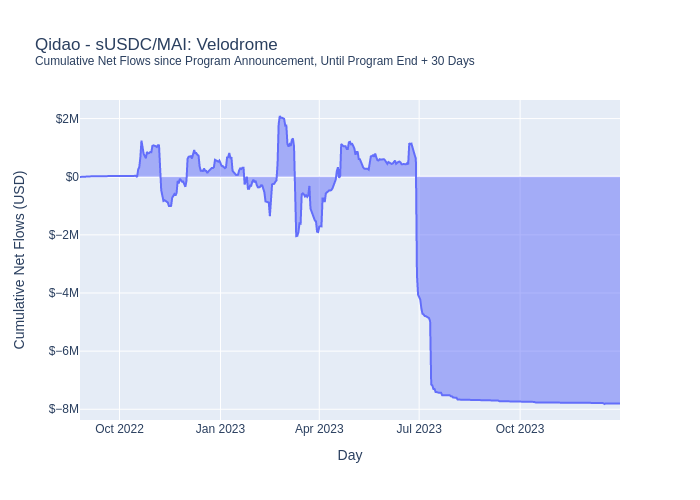 Qidao - sUSDC/MAI: Velodrome
Cumulative Net Flows since Program Announcement, Until Program End + 30 Days
Cumulative Net Flows (USD)
$2M
$0
$−2M
$−4M
$−6M
$−8M
Oct 2022
Jan 2023
Apr 2023
Jul 2023
Oct 2023
Day